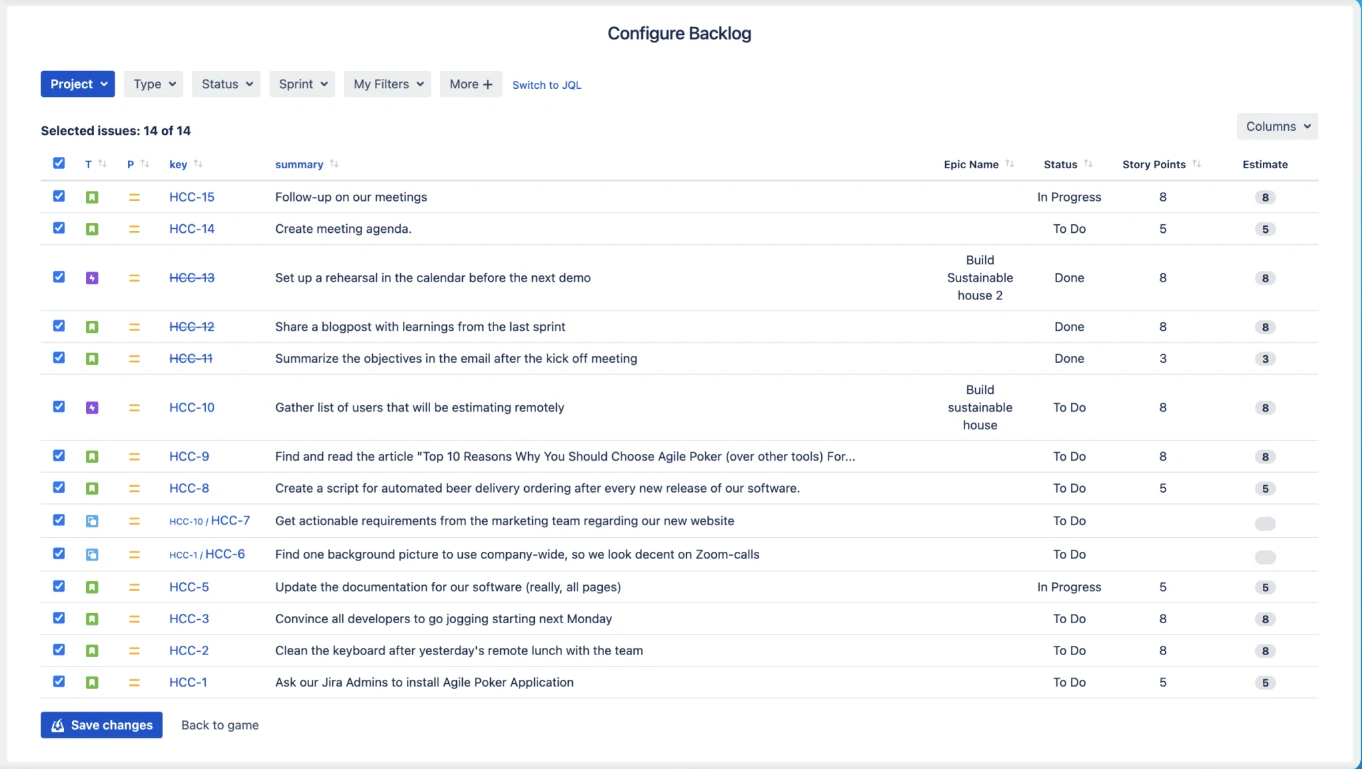 Configure Backlog
Project Type Status Sprint My Filters More + Switch to JQL
Selected issues: 14 of 14
Columns
T P key summary Epic Name Status Story Points Estimate
HCC-15 Follow-up on our meetings In Progress 8 8
HCC-14 Create meeting agenda. To Do 5 5
HCC-13 Set up a rehearsal in the calendar before the next demo Build Sustainable house 2 Done 8 8
HCC-12 Share a blogpost with learnings from the last sprint Done 8 8
HCC-11 Summarize the objectives in the email after the kick off meeting Done 3 3
HCC-10 Gather list of users that will be estimating remotely Build sustainable house To Do 8 8
HCC-9 Find and read the article "Top 10 Reasons Why You Should Choose Agile Poker (over other tools) For... To Do 8 8
HCC-8 Create a script for automated beer delivery ordering after every new release of our software. To Do 5 5
HCC-10 / HCC-7 Get actionable requirements from the marketing team regarding our new website To Do
HCC-1 / HCC-6 Find one background picture to use company-wide, so we look decent on Zoom-calls To Do
HCC-5 Update the documentation for our software (really, all pages) In Progress 5 5
HCC-3 Convince all developers to go jogging starting next Monday To Do 8 8
HCC-2 Clean the keyboard after yesterday's remote lunch with the team To Do 8 8
HCC-1 Ask our Jira Admins to install Agile Poker Application To Do 5 5
Save changes Back to game